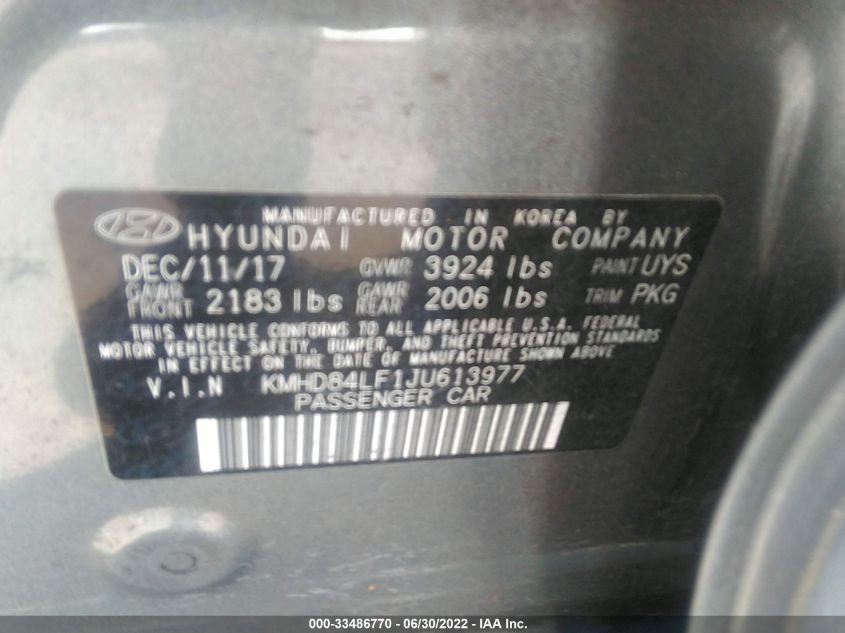 MANUFACTURED IN KOREA BY
HYUNDAI MOTOR COMPANY
DEC/11/17 GVWR 3924 lbs PAINT UYS
GAWR FRONT 2183 lbs GAWR REAR 2006 lbs TRIM PKG
THIS VEHICLE CONFORMS TO ALL APPLICABLE U.S.A. FEDERAL
MOTOR VEHICLE SAFETY, BUMPER, AND THEFT PREVENTION STANDARDS
IN EFFECT ON THE DATE OF MANUFACTURE SHOWN ABOVE
V.I.N KMHD84LF1JU613977
PASSENGER CAR
000-33486770 - 06/30/2022 - IAA Inc.